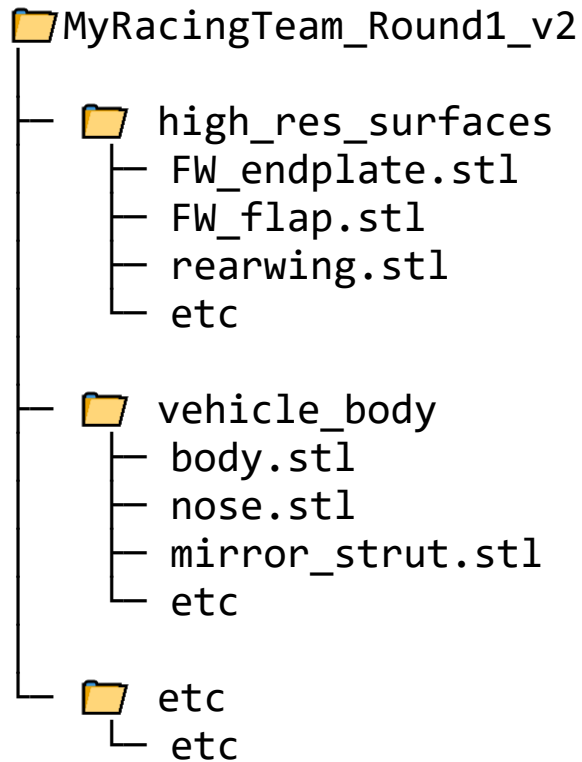 MyRacingTeam_Round1_v2
high_res_surfaces
FW_endplate.stl
FW_flap.stl
rearwing.stl
etc
vehicle_body
body.stl
nose.stl
mirror_strut.stl
etc
etc
etc